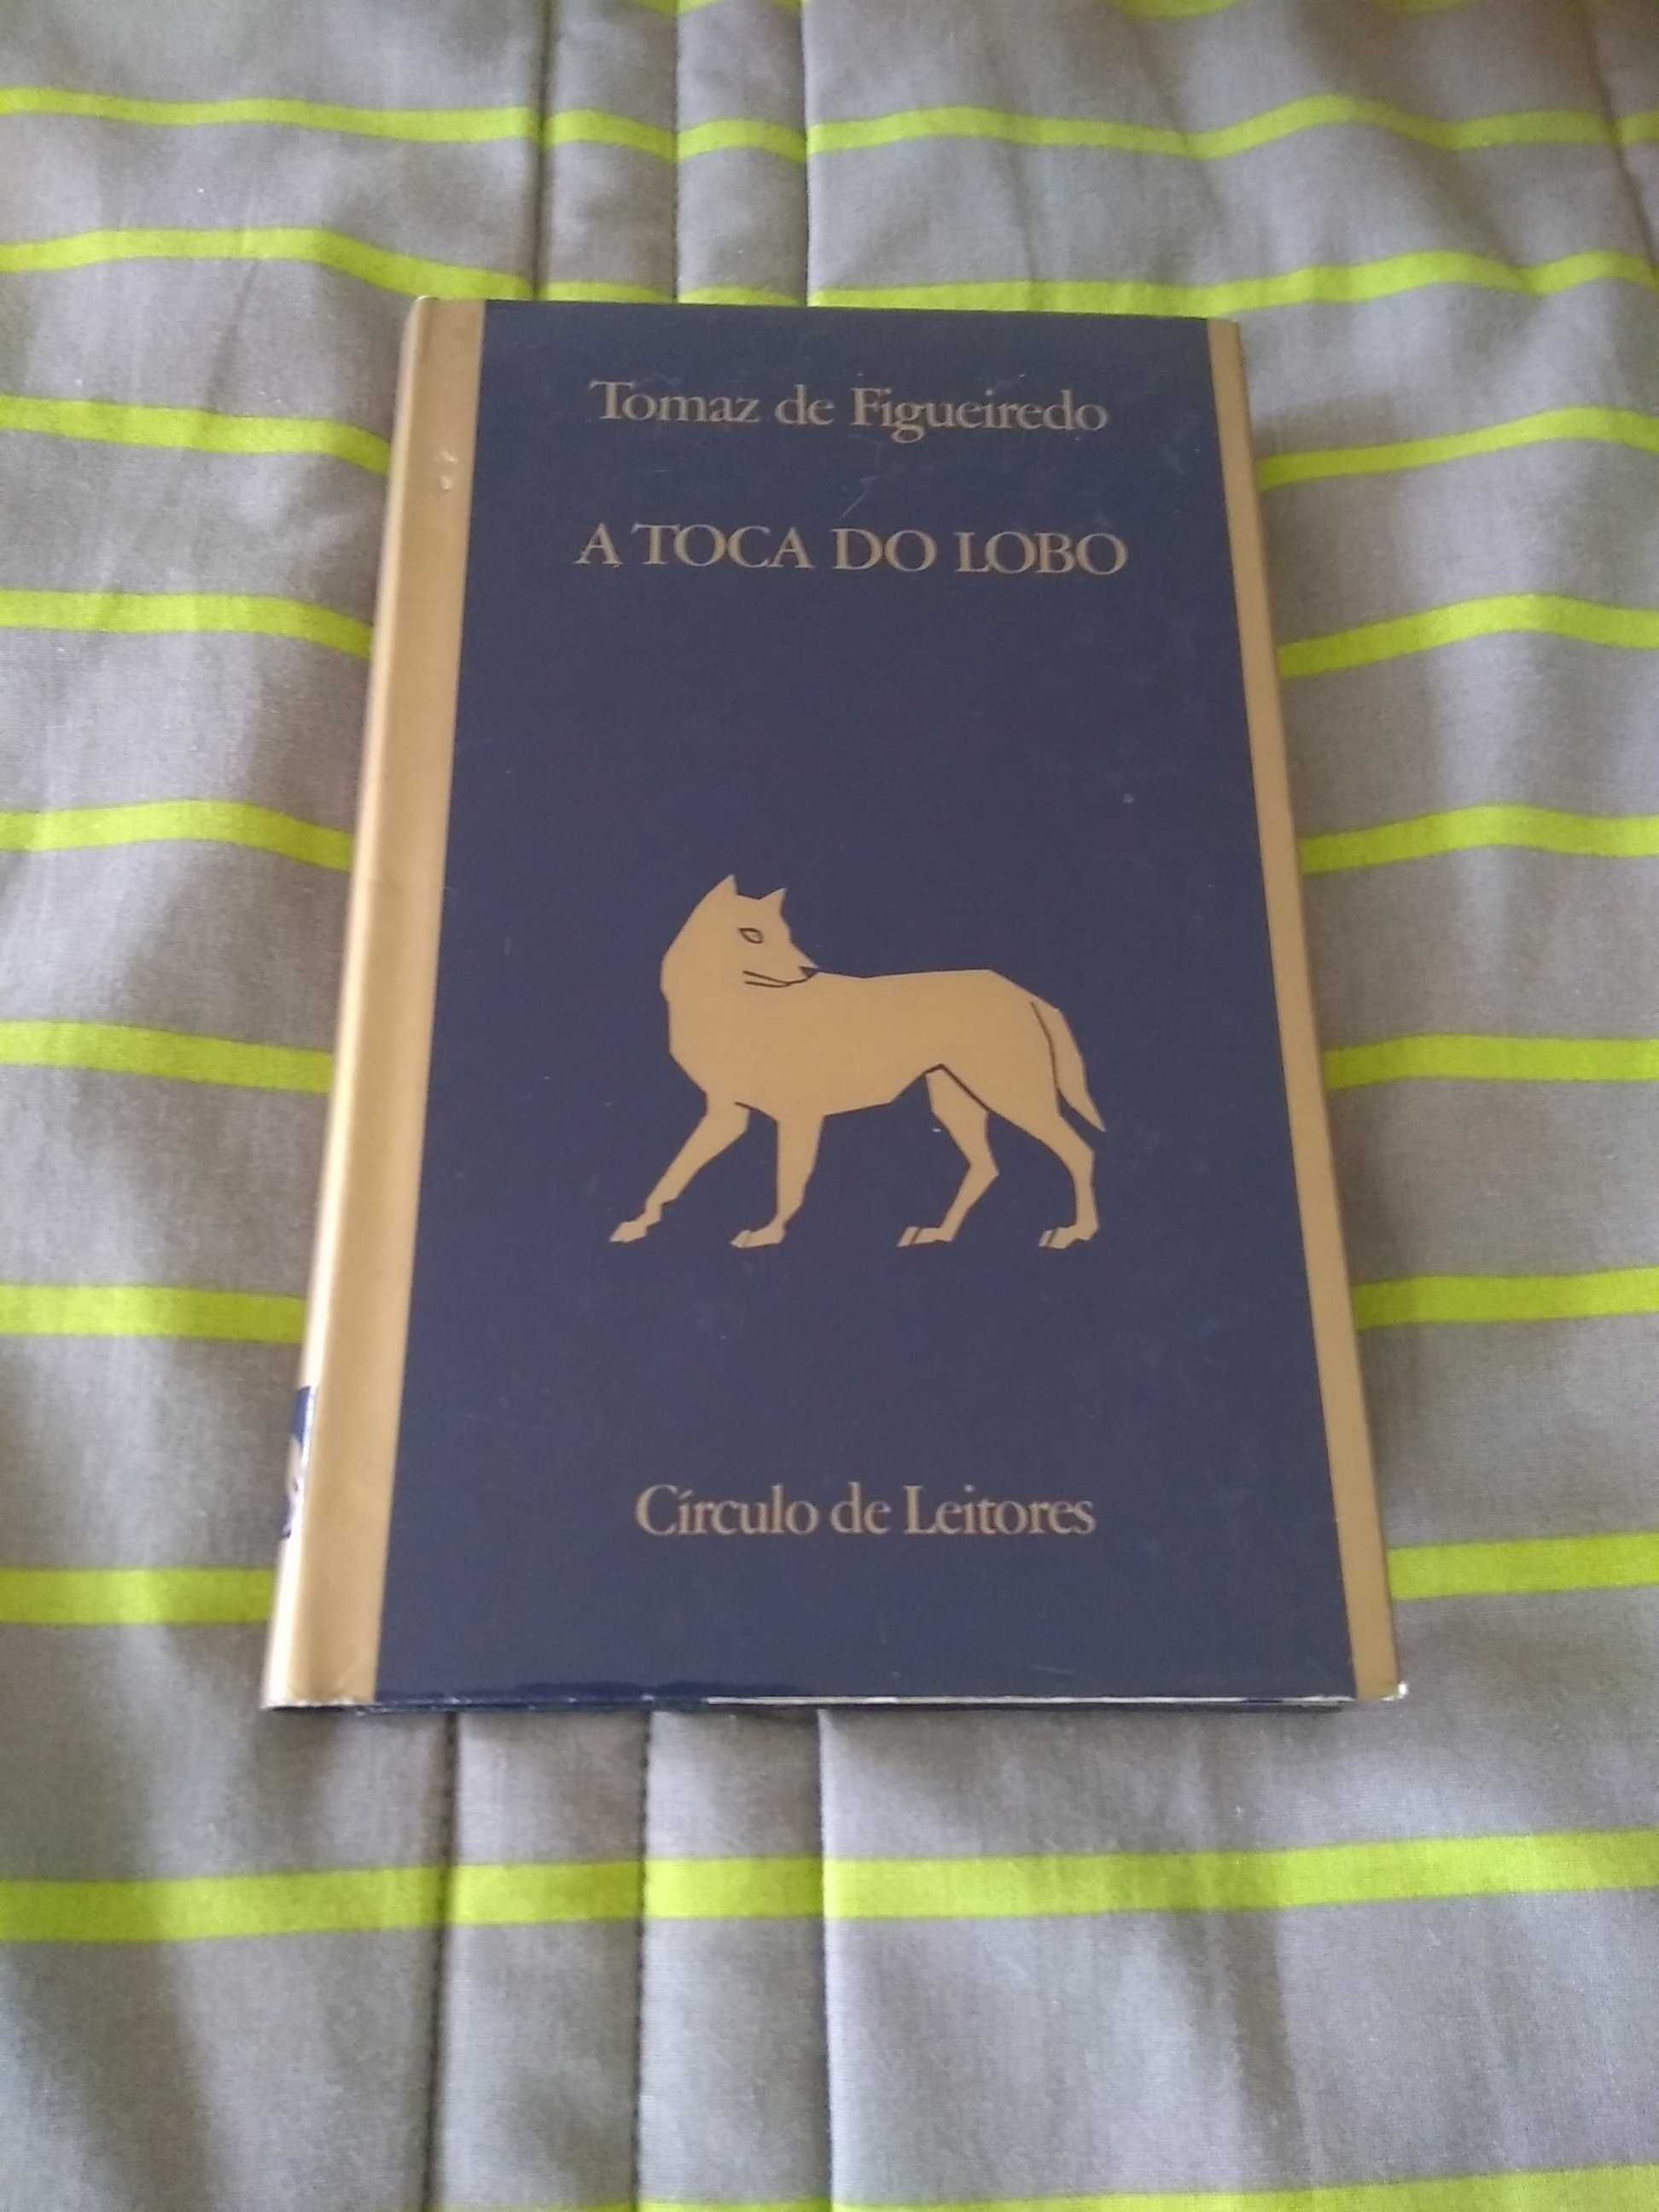 Tomaz de Figueiredo
A TOCA DO LOBO
Círculo de Leitores